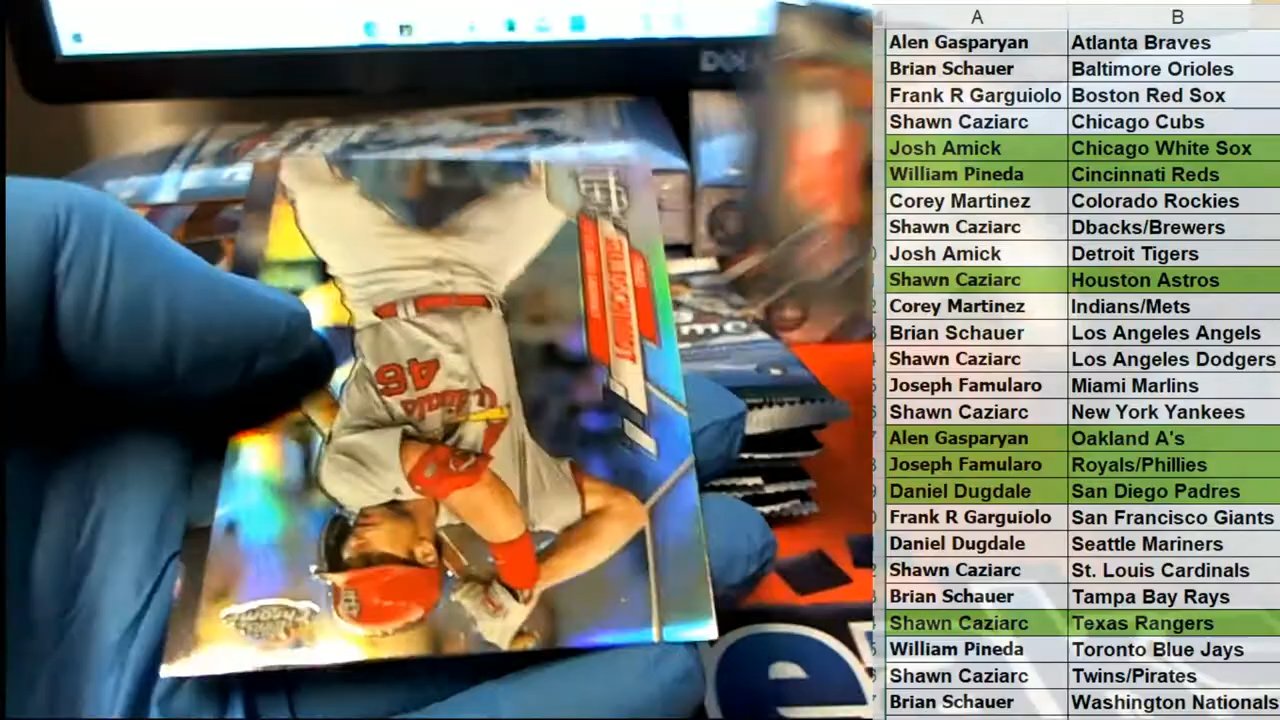 A B
Alen Gasparyan Atlanta Braves
Brian Schauer Baltimore Orioles
Frank R Garguiolo Boston Red Sox
Shawn Caziarc Chicago Cubs
Josh Amick Chicago White Sox
William Pineda Cincinnati Reds
Corey Martinez Colorado Rockies
Shawn Caziarc Dbacks/Brewers
Josh Amick Detroit Tigers
Shawn Caziarc Houston Astros
Corey Martinez Indians/Mets
Brian Schauer Los Angeles Angels
Shawn Caziarc Los Angeles Dodgers
Joseph Famularo Miami Marlins
Shawn Caziarc New York Yankees
Alen Gasparyan Oakland A's
Joseph Famularo Royals/Phillies
Daniel Dugdale San Diego Padres
Frank R Garguiolo San Francisco Giants
Daniel Dugdale Seattle Mariners
Shawn Caziarc St. Louis Cardinals
Brian Schauer Tampa Bay Rays
Shawn Caziarc Texas Rangers
William Pineda Toronto Blue Jays
Shawn Caziarc Twins/Pirates
Brian Schauer Washington Nationals
46
Chrome
e